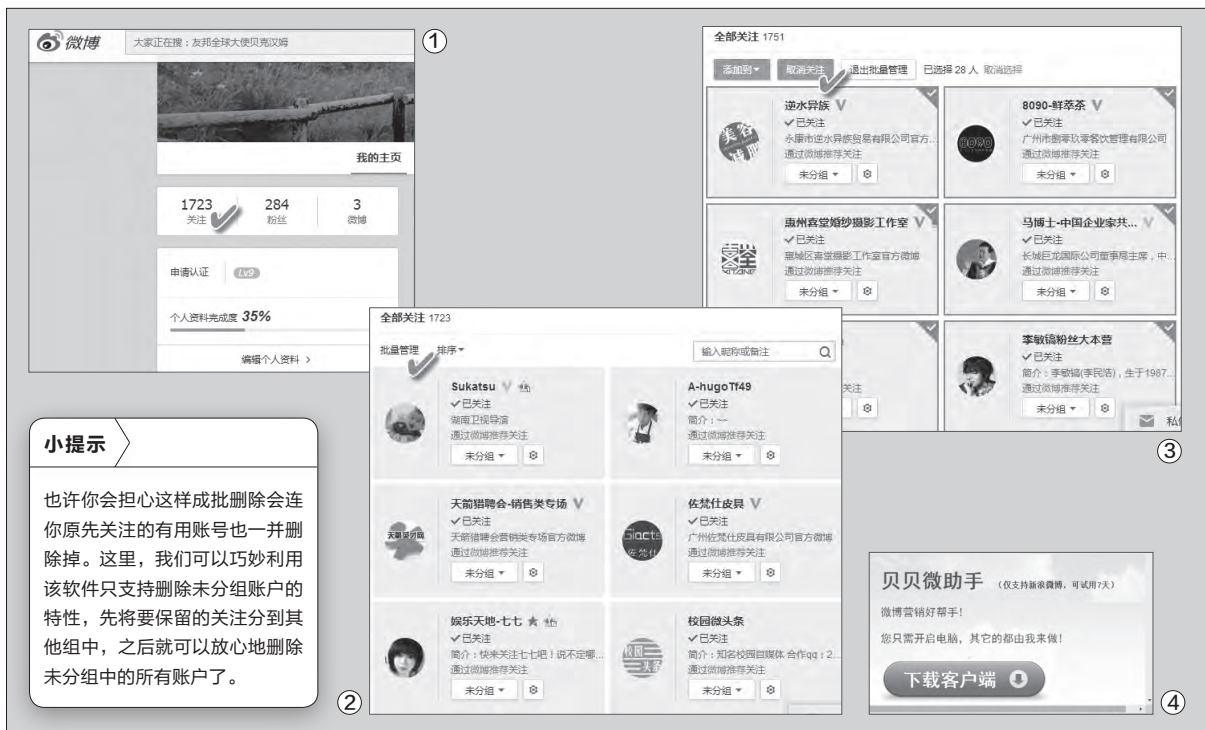 微博
大家正在搜：友邦全球大使贝克汉姆
①
我的主页
1723 284 3
关注 粉丝 微博
申请认证 Lv9
个人资料完成度 35%
编辑个人资料 >
小提示
也许你会担心这样成批删除会连
你原先关注的有用账号也一并删
除掉。这里，我们可以巧妙利用
该软件只支持删除未分组账户的
特性，先将要保留的关注分到其
他组中，之后就可以放心地删除
未分组中的所有账户了。
全部关注 1723
批量管理 排序
输入昵称或备注
Sukatsu V
已关注
湖南卫视导演
通过微博推荐关注
未分组
A-hugoTf49
已关注
简介：一
通过微博推荐关注
未分组
天前猎聘会-销售类专场 V
已关注
天前猎聘会营销类专场官方微博
通过微博推荐关注
未分组
Giacts
佐梵仕
佐梵仕皮具 V
已关注
广州佐梵仕皮具有限公司官方微博
通过微博推荐关注
未分组
娱乐天地-七七
已关注
简介：快来关注七七吧！说不定哪...
通过微博推荐关注
未分组
校园
头条
校园微头条
已关注
简介：知名校园自媒体 合作qq：2...
通过微博推荐关注
未分组
②
全部关注 1751
添加到 取消关注 退出批量管理 已选择 28 人 取消选择
美容
减肥
逆水异族 V
已关注
永康市逆水异族贸易有限公司官方...
通过微博推荐关注
未分组
8090
8090-鲜萃茶 V
已关注
广州市捌零玖零餐饮管理有限公司
通过微博推荐关注
未分组
XITANG
惠州喜堂婚纱摄影工作室 V
已关注
惠城区喜堂摄影工作室官方微博
通过微博推荐关注
未分组
马博士-中国企业家共... V
已关注
长城巨龙国际公司董事局主席，中...
通过微博推荐关注
未分组
关注
李敏镐粉丝大本营
已关注
简介：李敏镐(李民浩)，生于1987...
通过微博推荐关注
未分组
私信
③
贝贝微助手 （仅支持新浪微博，可试用7天）
微博营销好帮手！
您只需开启电脑，其它的都由我来做！
下载客户端
④